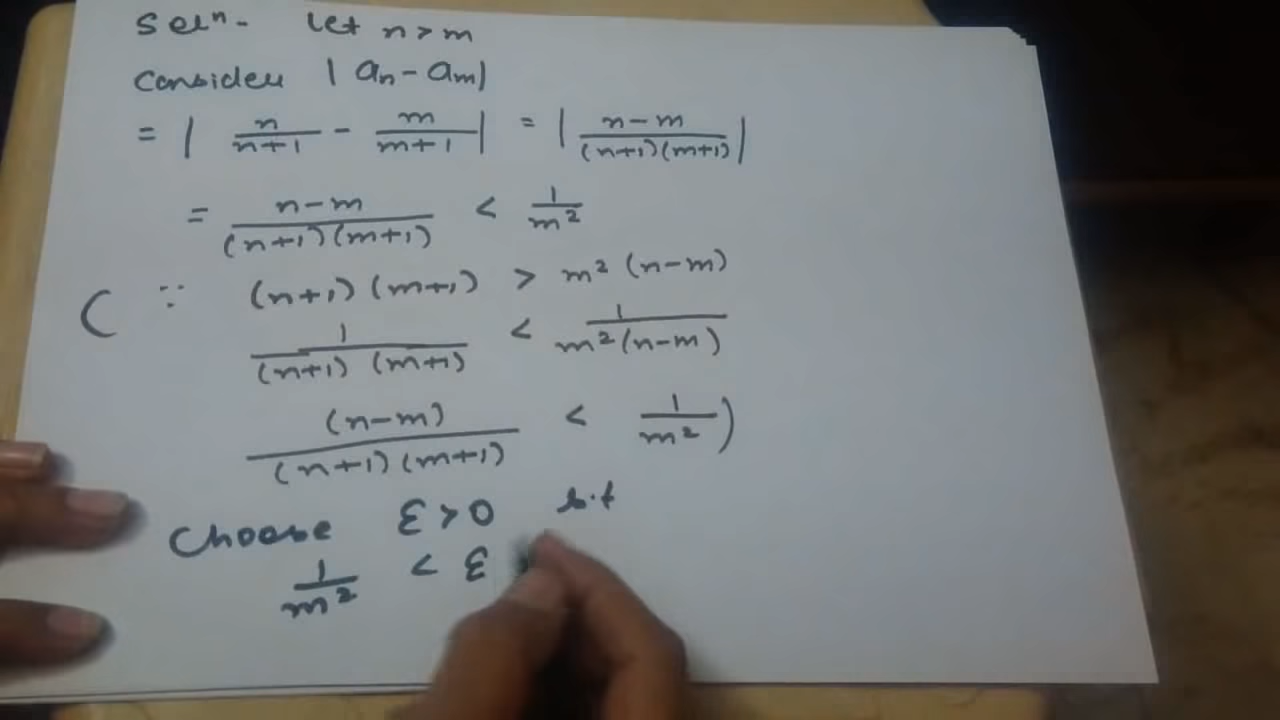 Solⁿ- Let n>m
Consider | aₙ - aₘ|
= | n/(n+1) - m/(m+1) | = | (n-m)/((n+1)(m+1)) |
= (n-m)/((n+1)(m+1)) < 1/m²
( ∵ (n+1)(m+1) > m²(n-m)
1/((n+1)(m+1)) < 1/(m²(n-m))
(n-m)/((n+1)(m+1)) < 1/m² )
Choose ε>0 s.t
1/m² < ε